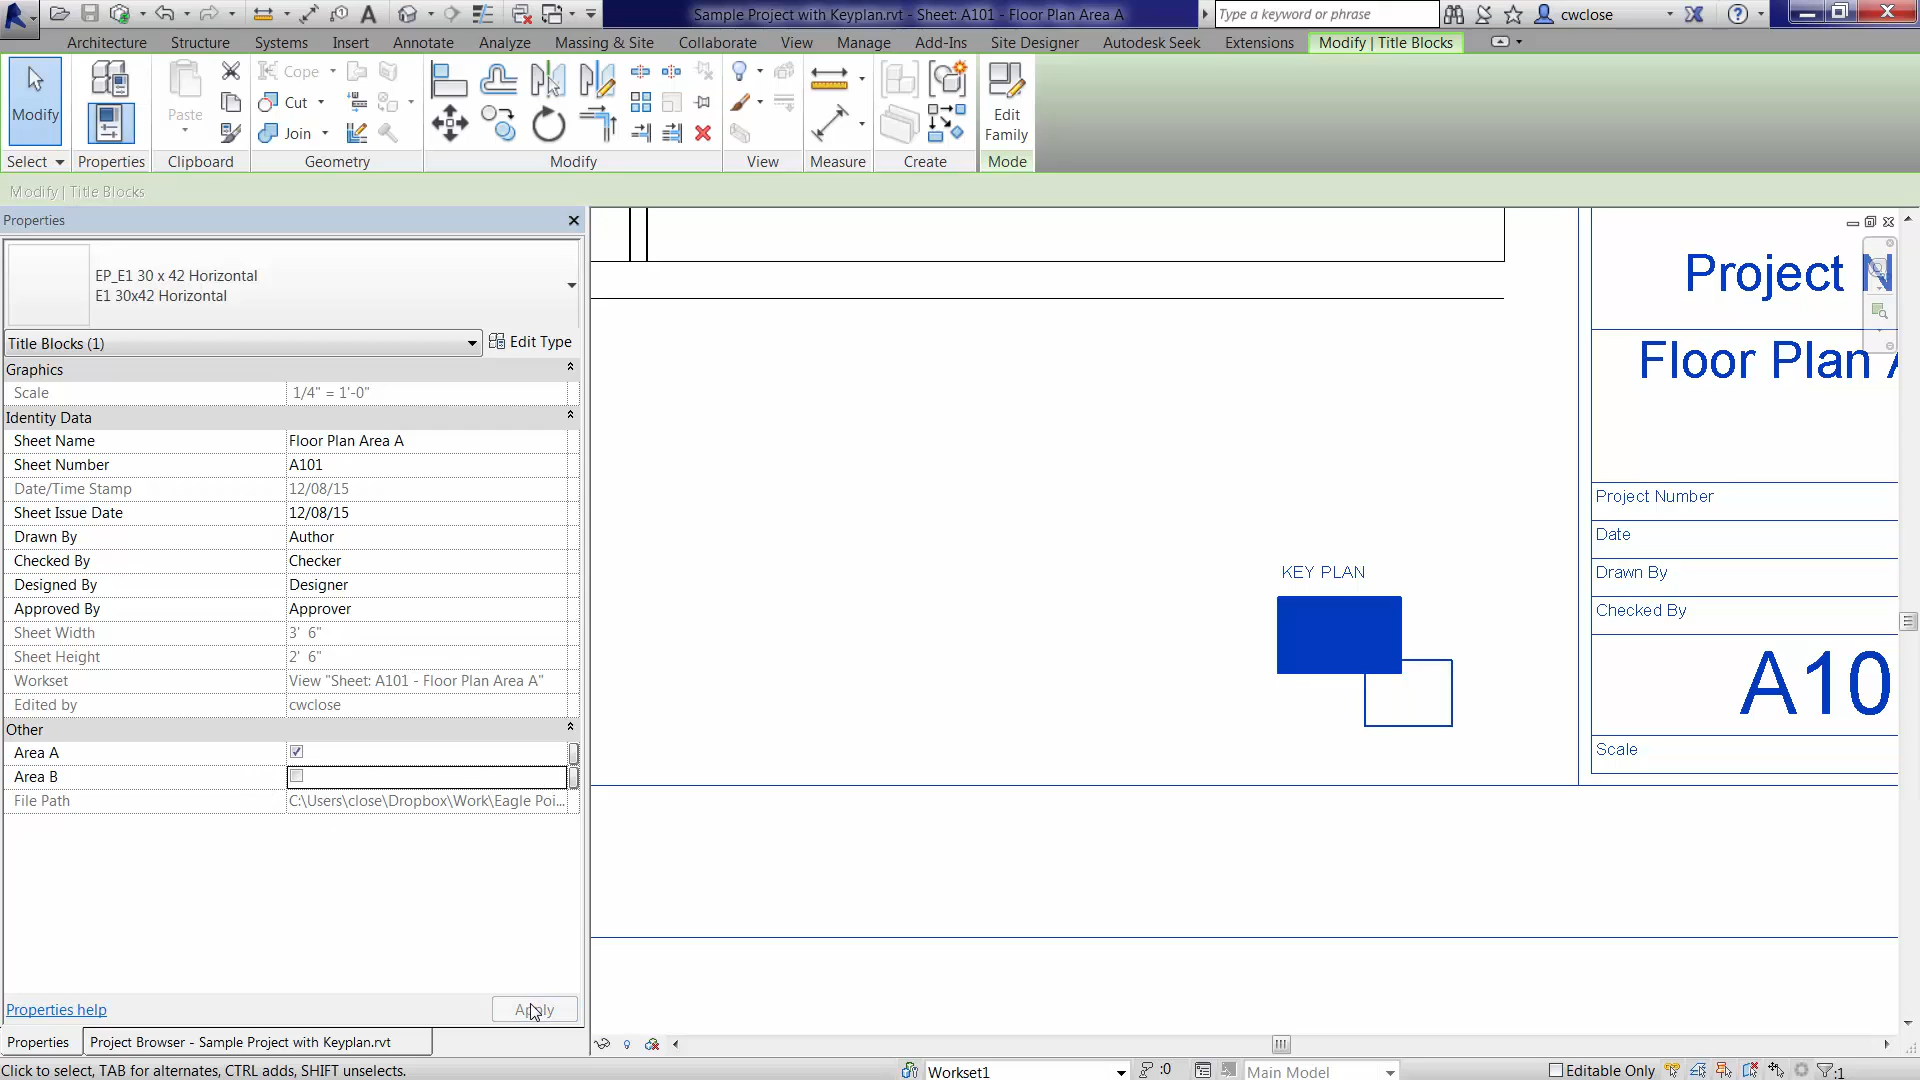 Sample Project with Keyplan.rvt - Sheet: A101 - Floor Plan Area A
Type a keyword or phrase
cwclose
Architecture
Structure
Systems
Insert
Annotate
Analyze
Massing & Site
Collaborate
View
Manage
Add-Ins
Site Designer
Autodesk Seek
Extensions
Modify | Title Blocks
Modify
Paste
Cope
Cut
Join
Edit
Family
Select
Properties
Clipboard
Geometry
Modify
View
Measure
Create
Mode
Modify | Title Blocks
Properties
EP_E1 30 x 42 Horizontal
E1 30x42 Horizontal
Title Blocks (1)
Edit Type
Graphics
Scale 1/4" = 1'-0"
Identity Data
Sheet Name Floor Plan Area A
Sheet Number A101
Date/Time Stamp 12/08/15
Sheet Issue Date 12/08/15
Drawn By Author
Checked By Checker
Designed By Designer
Approved By Approver
Sheet Width 3' 6"
Sheet Height 2' 6"
Workset View "Sheet: A101 - Floor Plan Area A"
Edited by cwclose
Other
Area A
Area B
File Path C:\Users\close\Dropbox\Work\Eagle Poi...
Properties help
Apply
Properties
Project Browser - Sample Project with Keyplan.rvt
KEY PLAN
Project N
Floor Plan A
Project Number
Date
Drawn By
Checked By
A10
Scale
Click to select, TAB for alternates, CTRL adds, SHIFT unselects.
Workset1
:0
Main Model
Editable Only
:1